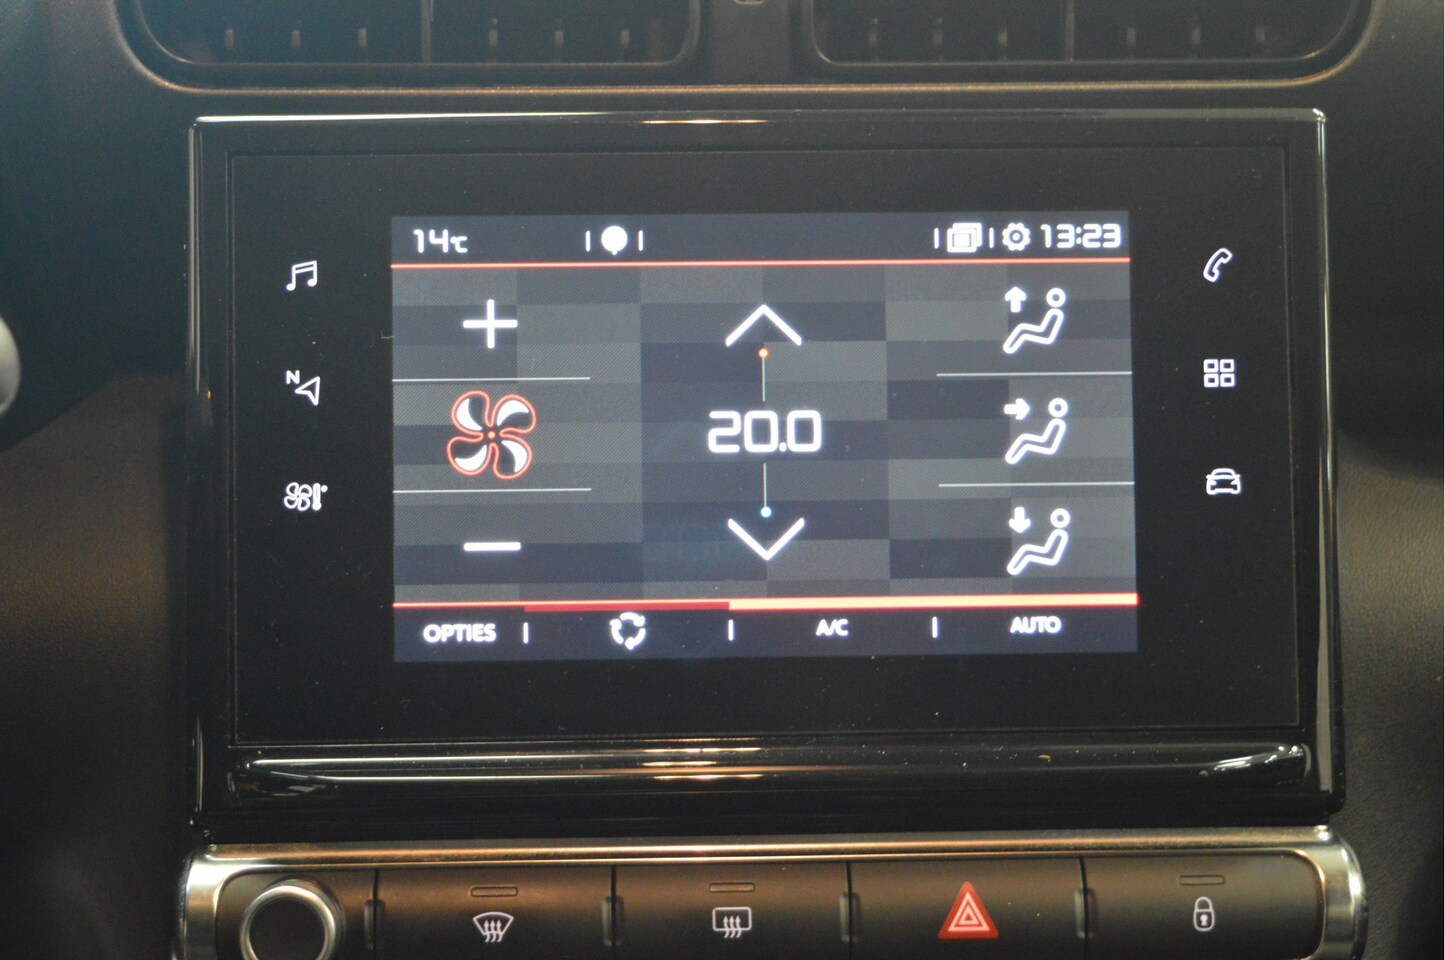 14℃ 13:23
N
20.0
OPTIES A/C AUTO